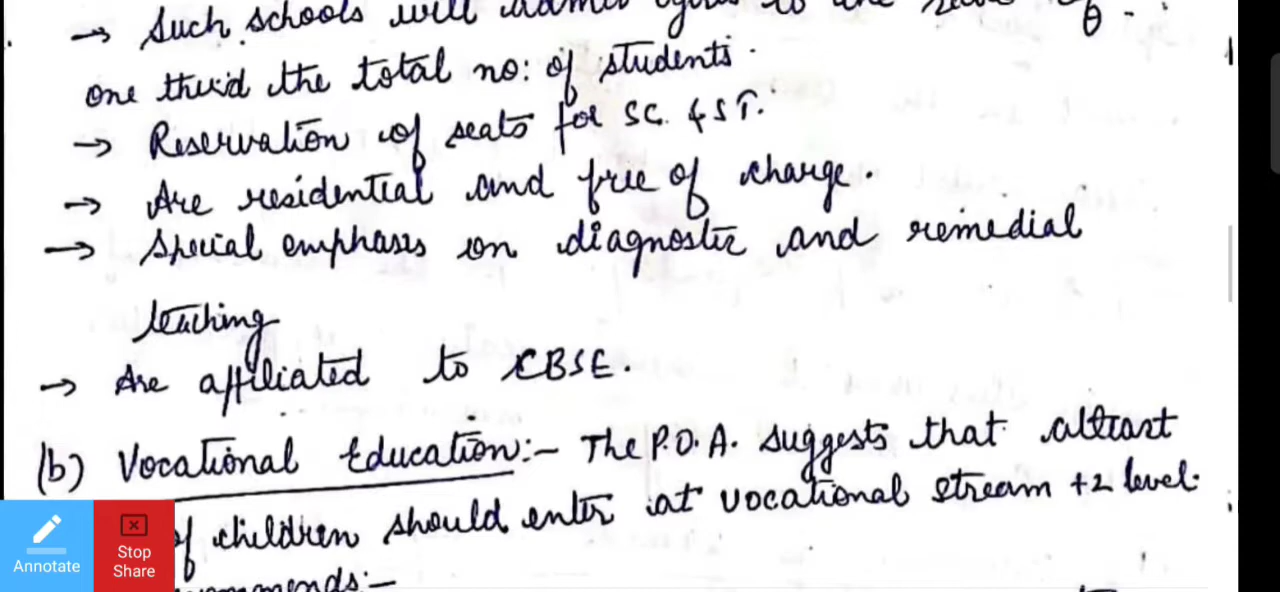 → Such schools will
one third the total no: of students.
→ Reservation of seats for SC. & ST.
→ Are residential and free of charge.
→ Special emphasis on diagnostic and remedial
teaching
→ Are affiliated to CBSE.
(b) Vocational Education:- The P.O.A. suggests that
of children should enter at vocational stream +2 level.
Annotate
Stop
Share